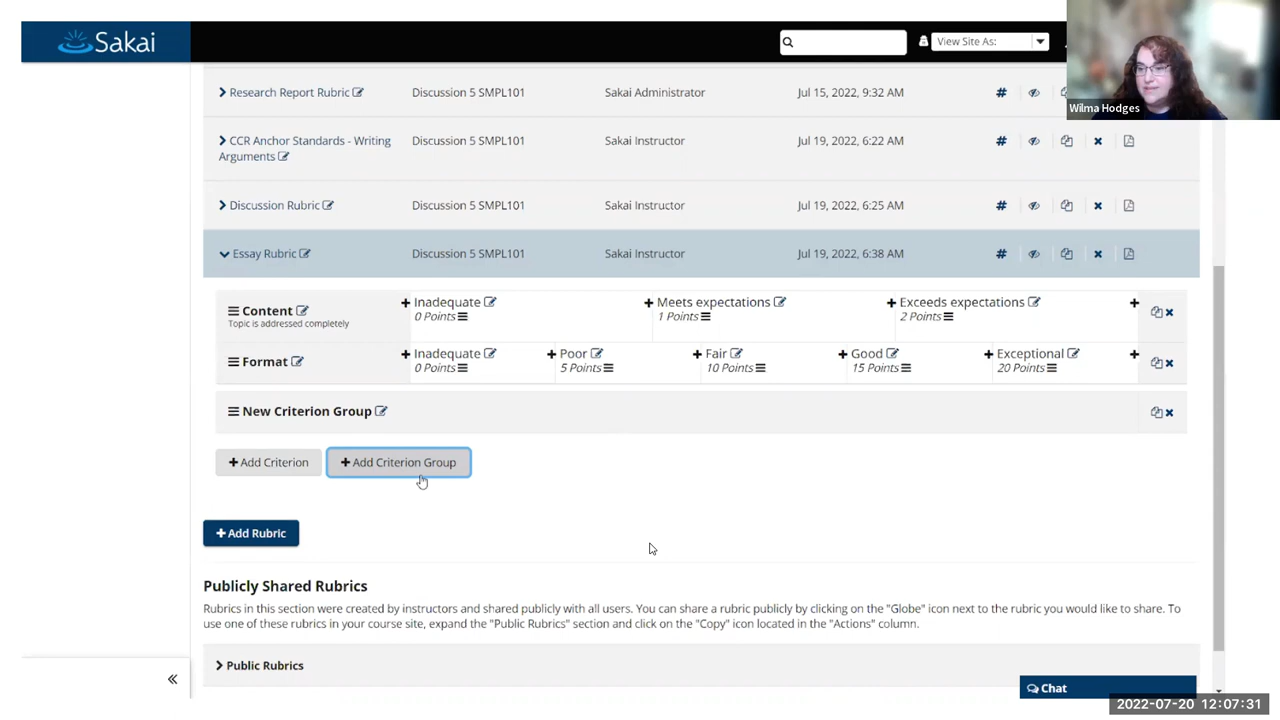 Sakai
View Site As:
Wilma Hodges
Research Report Rubric Discussion 5 SMPL101 Sakai Administrator Jul 15, 2022, 9:32 AM #
CCR Anchor Standards - Writing Discussion 5 SMPL101 Sakai Instructor Jul 19, 2022, 6:22 AM #
Arguments
Discussion Rubric Discussion 5 SMPL101 Sakai Instructor Jul 19, 2022, 6:25 AM #
Essay Rubric Discussion 5 SMPL101 Sakai Instructor Jul 19, 2022, 6:38 AM #
Content Inadequate Meets expectations Exceeds expectations
Topic is addressed completely 0 Points 1 Points 2 Points
Format Inadequate Poor Fair Good Exceptional
0 Points 5 Points 10 Points 15 Points 20 Points
New Criterion Group
+ Add Criterion + Add Criterion Group
+ Add Rubric
Publicly Shared Rubrics
Rubrics in this section were created by instructors and shared publicly with all users. You can share a rubric publicly by clicking on the "Globe" icon next to the rubric you would like to share. To
use one of these rubrics in your course site, expand the "Public Rubrics" section and click on the "Copy" icon located in the "Actions" column.
Public Rubrics
Chat
2022-07-20 12:07:31